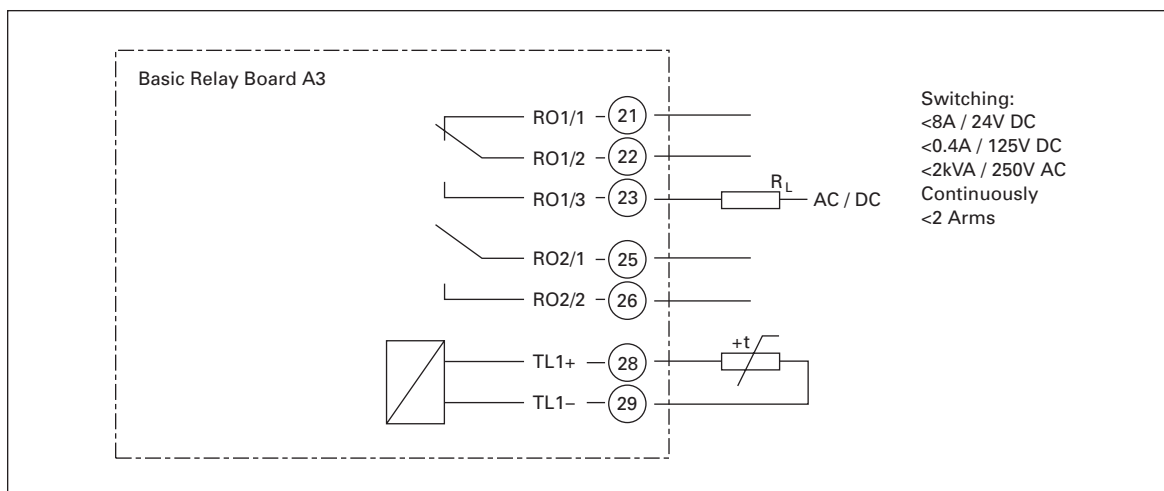 Basic Relay Board A3
RO1/1
21
RO1/2
22
RO1/3
23
R L
AC / DC
RO2/1
25
RO2/2
26
TL1+
28
+t
TL1–
29
Switching:
<8A / 24V DC
<0.4A / 125V DC
<2kVA / 250V AC
Continuously
<2 Arms